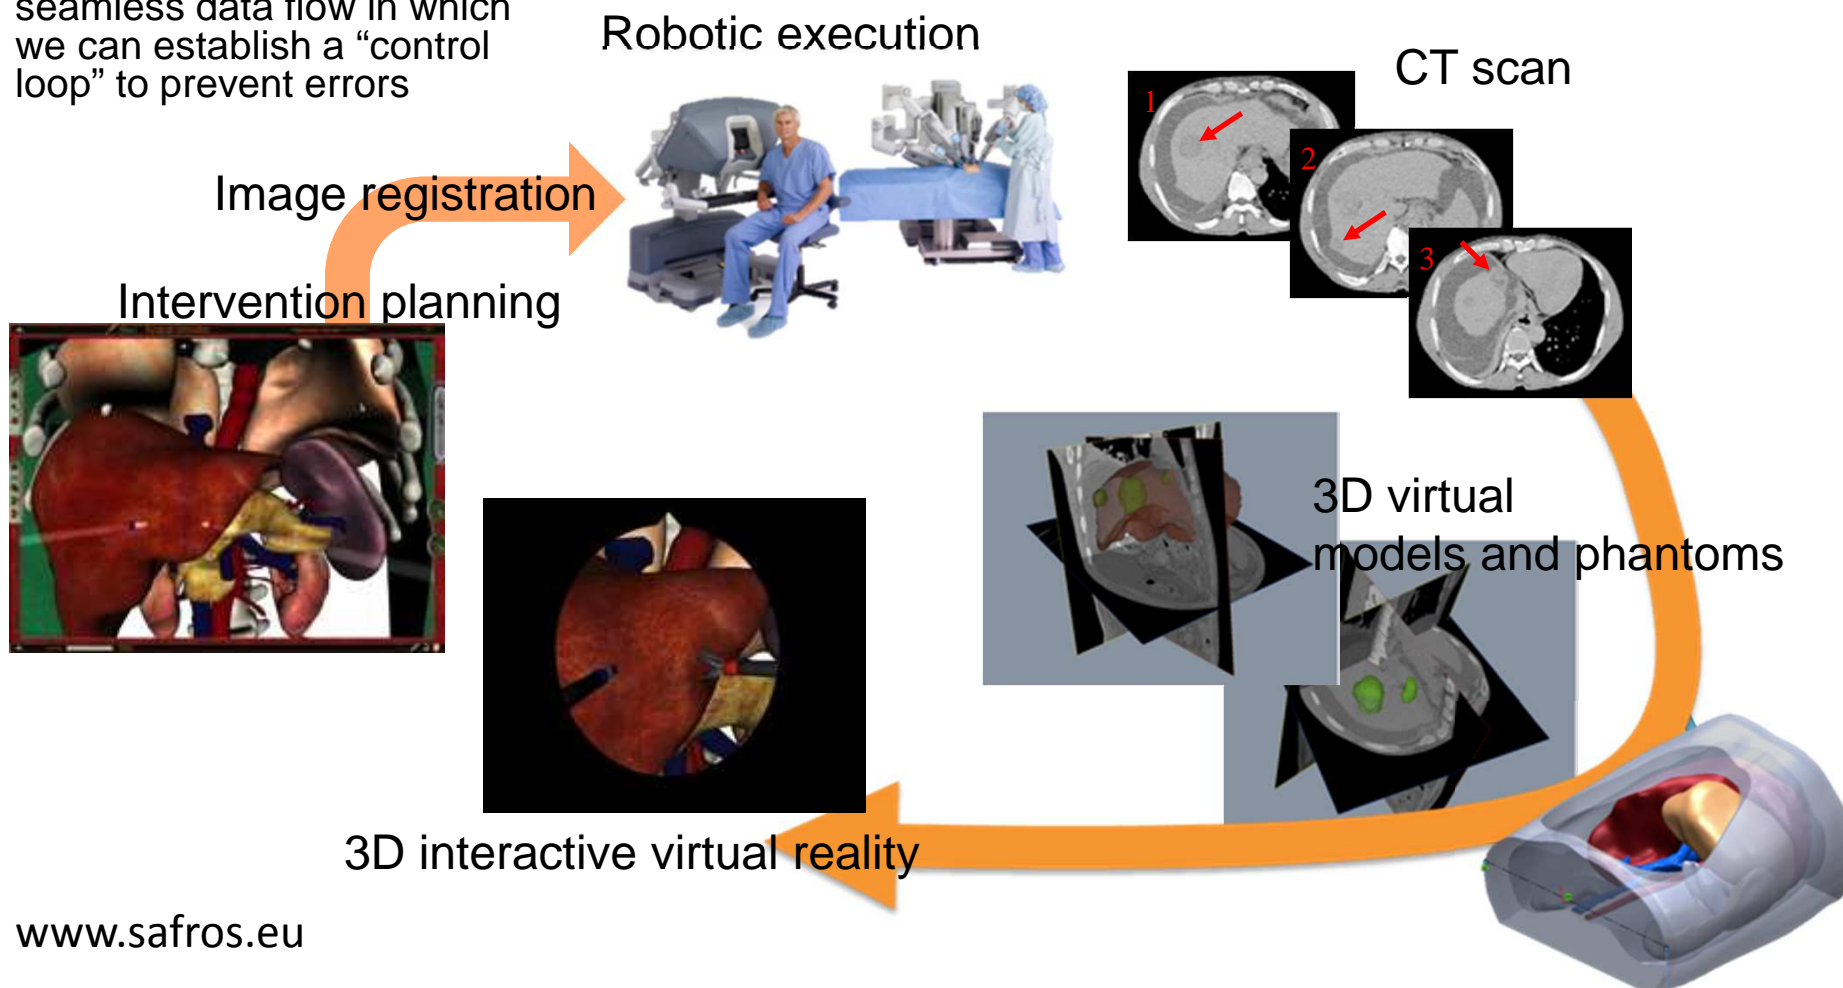 seamless data flow in which
we can establish a “control
loop” to prevent errors
Robotic execution
CT scan
1
2
3
Image registration
Intervention planning
3D virtual
models and phantoms
3D interactive virtual reality
www.safros.eu